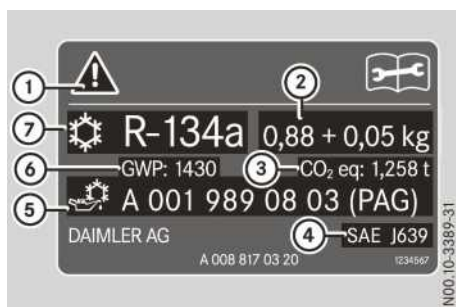 1
2
7 R-134a 0,88 + 0,05 kg
6 GWP: 1430 3 CO₂ eq: 1,258 t
5 A 001 989 08 03 (PAG)
DAIMLER AG 4 SAE J639
A 008 817 03 20 1234567
N00.10-3389-31